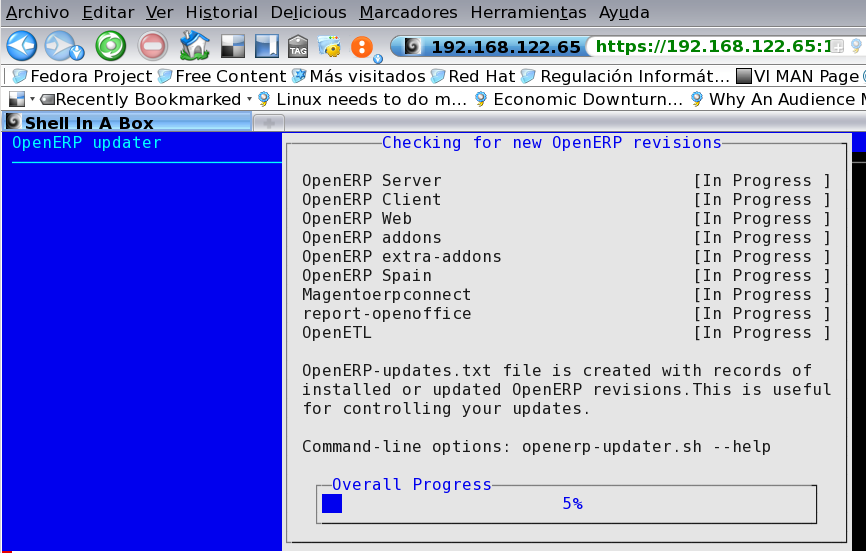 Archivo Editar Ver Historial Delicious Marcadores Herramientas Ayuda
TAG 192.168.122.65 https://192.168.122.65:1
Fedora Project Free Content Más visitados Red Hat Regulación Informát... VI MAN Page
Recently Bookmarked Linux needs to do m... Economic Downturn... Why An Audience
Shell In A Box
OpenERP updater
Checking for new OpenERP revisions
OpenERP Server [In Progress ]
OpenERP Client [In Progress ]
OpenERP Web [In Progress ]
OpenERP addons [In Progress ]
OpenERP extra-addons [In Progress ]
OpenERP Spain [In Progress ]
Magentoerpconnect [In Progress ]
report-openoffice [In Progress ]
OpenETL [In Progress ]
OpenERP-updates.txt file is created with records of
installed or updated OpenERP revisions.This is useful
for controlling your updates.
Command-line options: openerp-updater.sh --help
Overall Progress
5%